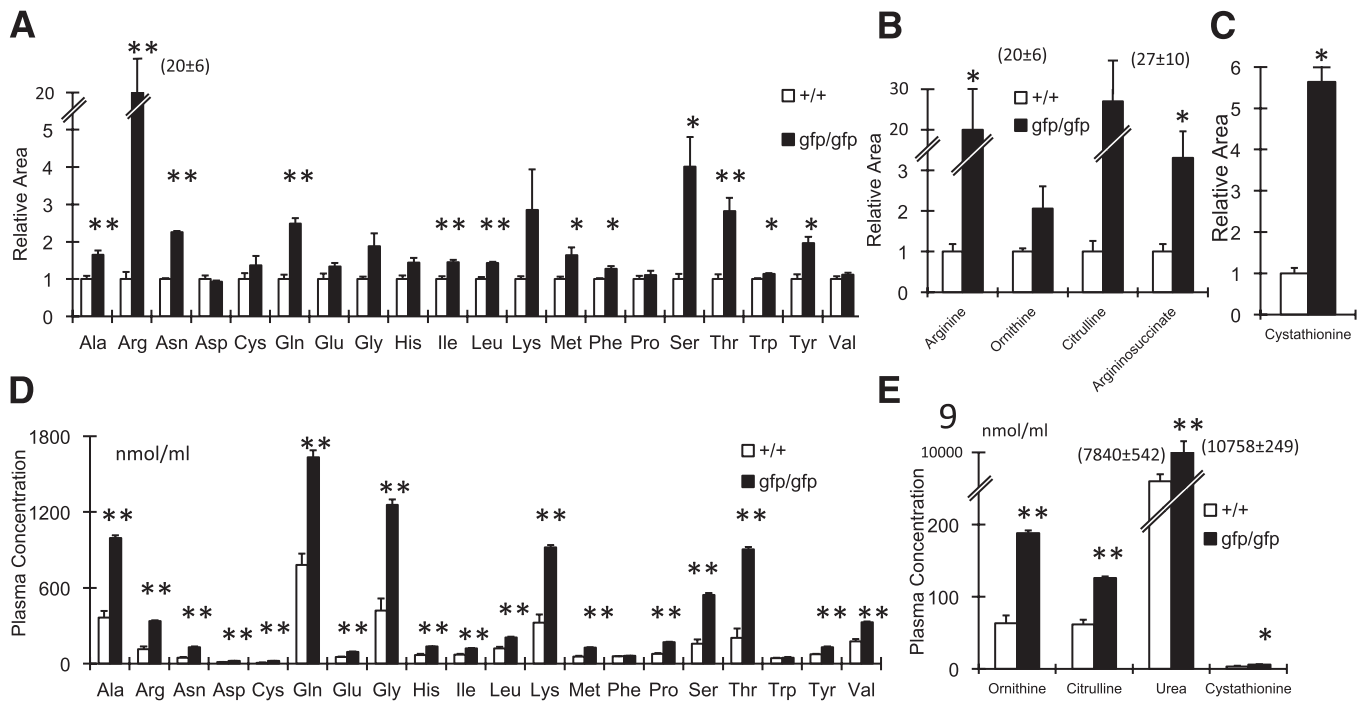 A
Relative Area
** (20±6)
20
5
4
3
2
1
0
** ** ** ** ** * * * ** * *
+/+
gfp/gfp
Ala Arg Asn Asp Cys Gln Glu Gly His Ile Leu Lys Met Phe Pro Ser Thr Trp Tyr Val
B
Relative Area
(20±6) (27±10)
30
20
3
2
1
0
* *
+/+
gfp/gfp
Arginine Ornithine Citrulline Argininosuccinate
C
Relative Area
6
5
4
3
2
1
0
*
Cystathionine
D
Plasma Concentration
nmol/ml
1800
1200
600
0
** ** ** ** ** ** ** ** ** ** ** ** ** ** ** ** ** **
+/+
gfp/gfp
Ala Arg Asn Asp Cys Gln Glu Gly His Ile Leu Lys Met Phe Pro Ser Thr Trp Tyr Val
E
9
Plasma Concentration
nmol/ml
10000
200
100
0
(7840±542) ** (10758±249)
** ** *
+/+
gfp/gfp
Ornithine Citrulline Urea Cystathionine